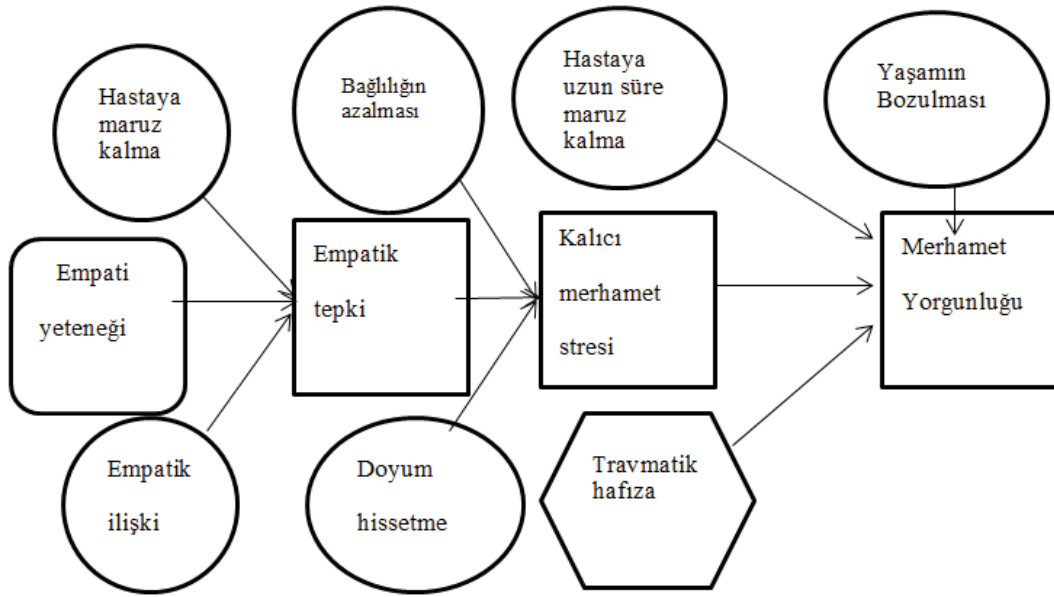 Hastaya
maruz
kalma
Bağlılığın
azalması
Hastaya
uzun süre
maruz
kalma
Yaşamın
Bozulması
Empati
yeteneği
Empatik
tepki
Kalıcı
merhamet
stresi
Merhamet
Yorgunluğu
Empatik
ilişki
Doyum
hissetme
Travmatik
hafıza